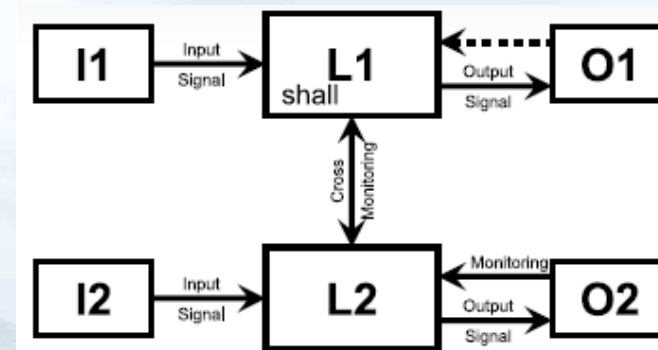 I1
Input
Signal
L1
shall
Output
Signal
O1
Cross
Monitoring
I2
Input
Signal
L2
Monitoring
Output
Signal
O2